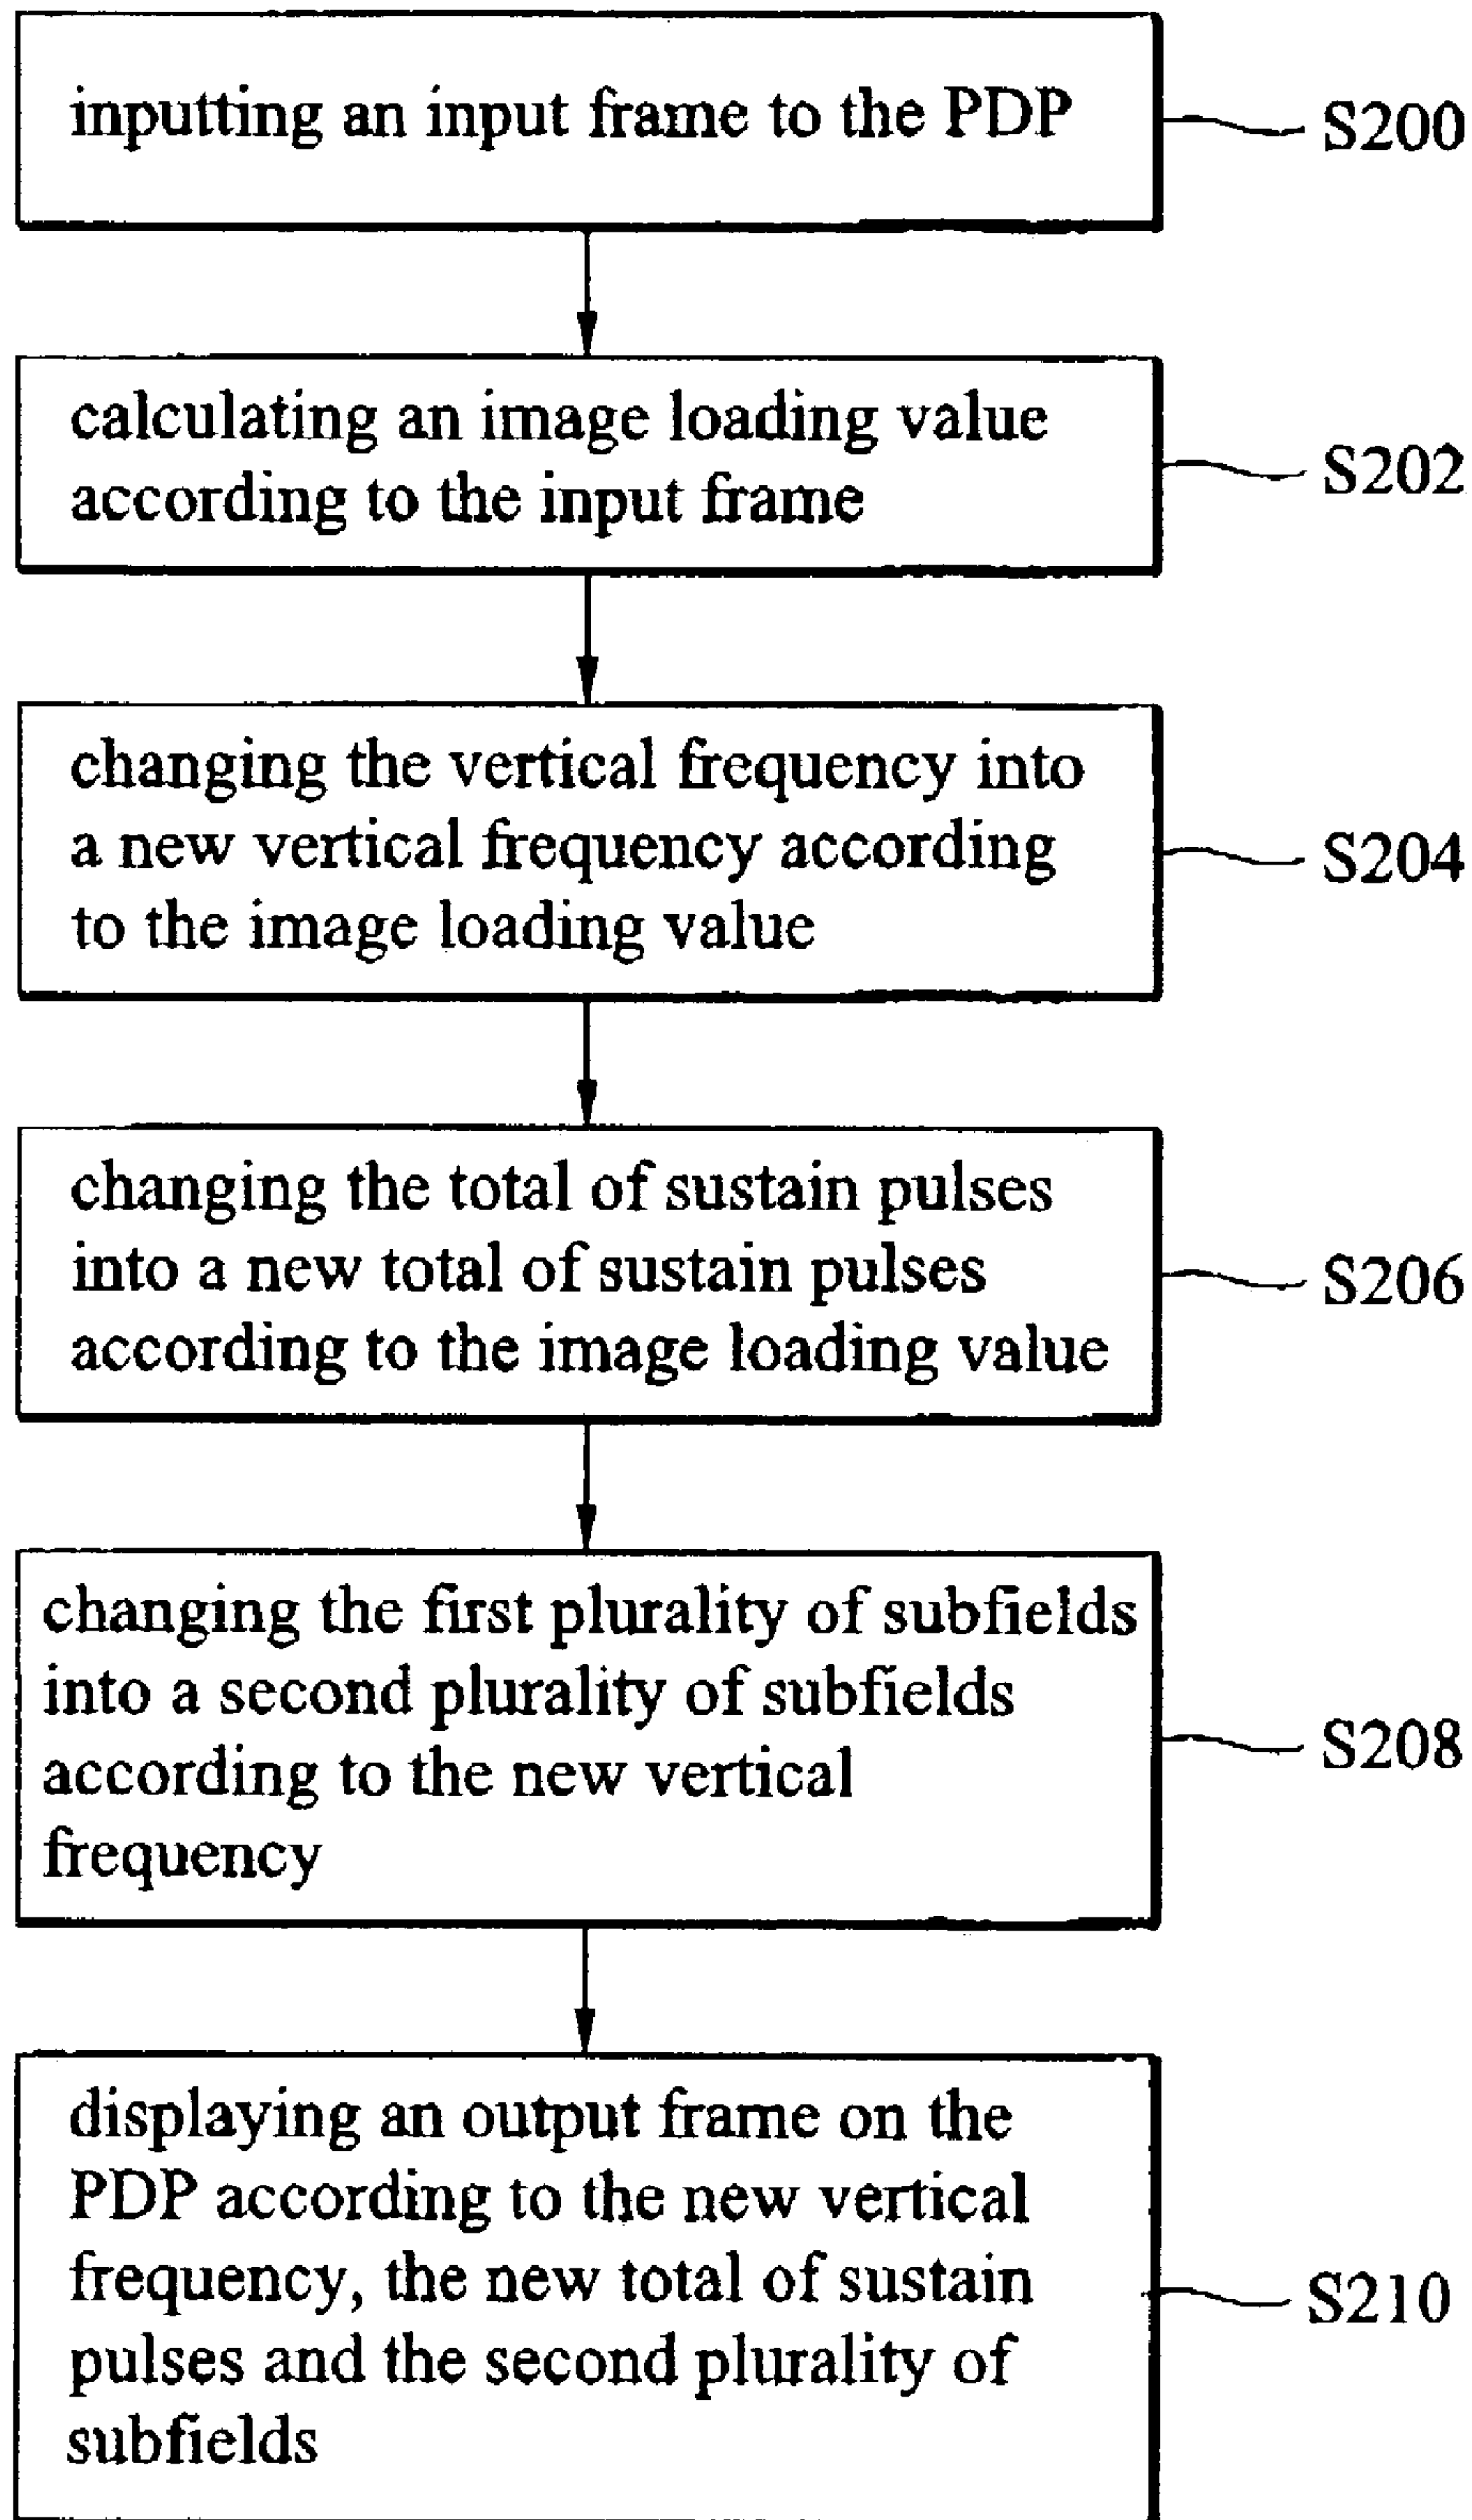 inputting an input frame to the PDP
S200
calculating an image loading value
according to the input frame
S202
changing the vertical frequency into
a new vertical frequency according
to the image loading value
S204
changing the total of sustain pulses
into a new total of sustain pulses
according to the image loading value
S206
changing the first plurality of subfields
into a second plurality of subfields
according to the new vertical
frequency
S208
displaying an output frame on the
PDP according to the new vertical
frequency, the new total of sustain
pulses and the second plurality of
subfields
S210